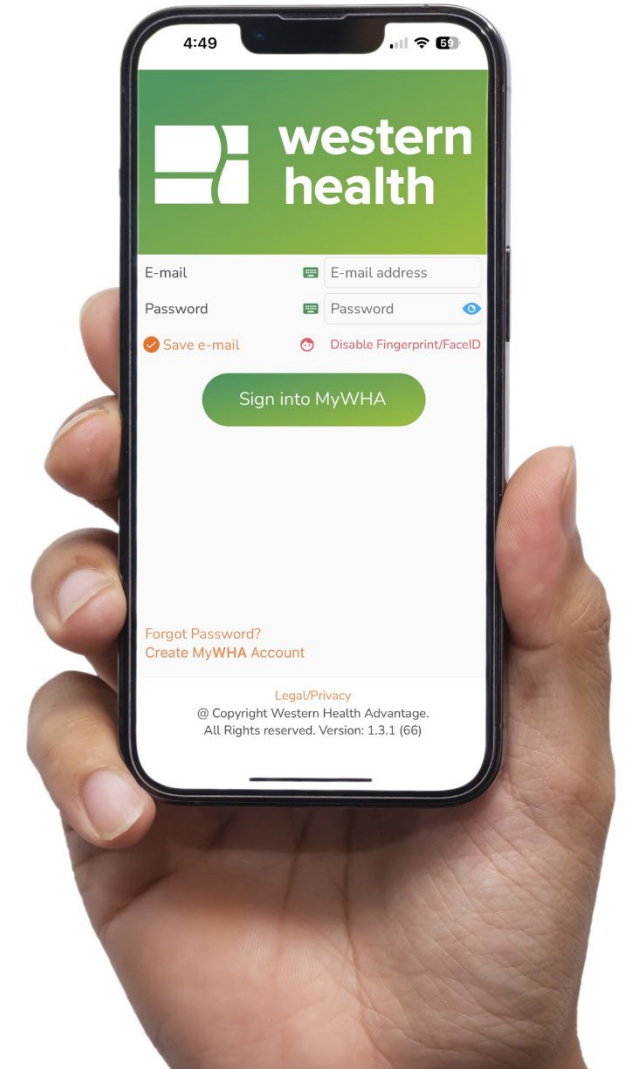 4:49
59
western
health
E-mail
E-mail address
Password
Password
Save e-mail
Disable Fingerprint/FaceID
Sign into MyWHA
Forgot Password?
Create MyWHA Account
Legal/Privacy
@ Copyright Western Health Advantage.
All Rights reserved. Version: 1.3.1 (66)